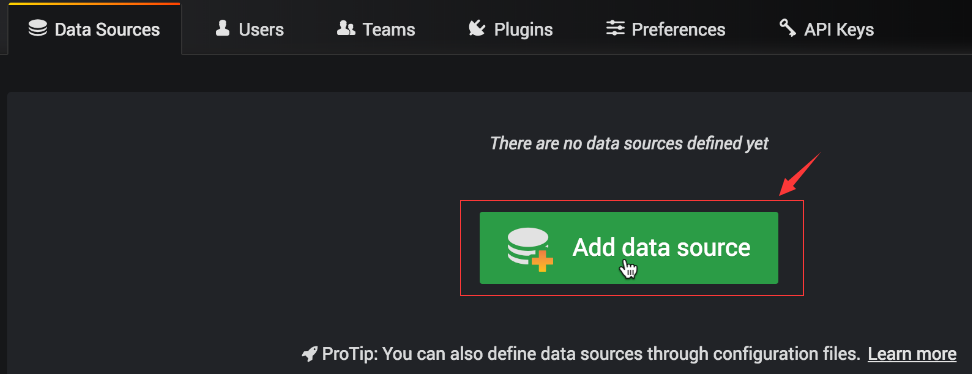 Data Sources Users Teams Plugins Preferences API Keys
There are no data sources defined yet
Add data source
ProTip: You can also define data sources through configuration files. Learn more